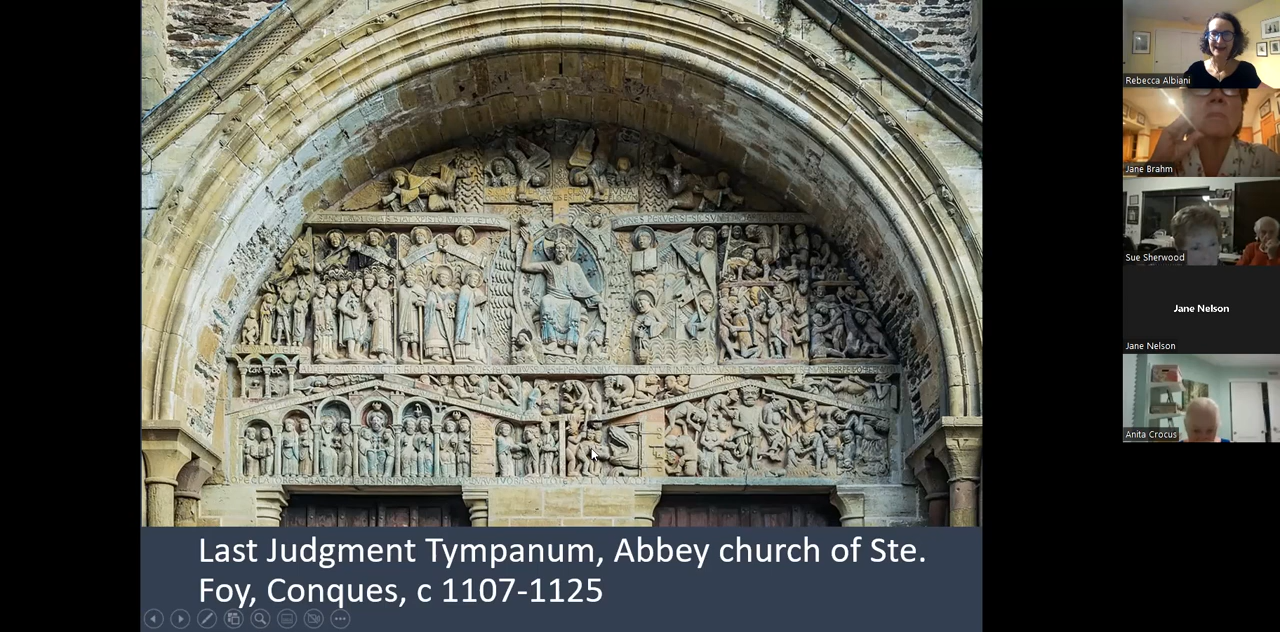 Last Judgment Tympanum, Abbey church of Ste.
Foy, Conques, c 1107-1125
Rebecca Albiani
Jane Brahm
Sue Sherwood
Jane Nelson
Jane Nelson
Anita Crocus